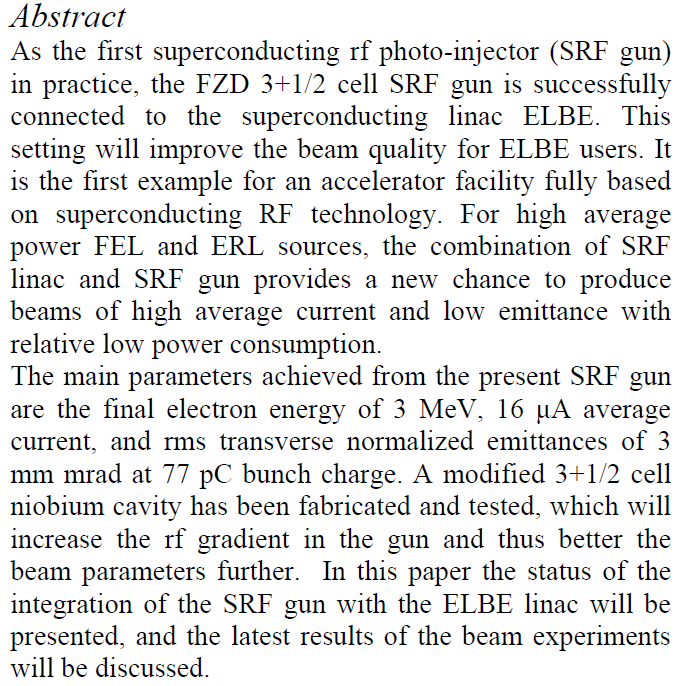 Abstract
As the first superconducting rf photo-injector (SRF gun)
in practice, the FZD 3+1/2 cell SRF gun is successfully
connected to the superconducting linac ELBE. This
setting will improve the beam quality for ELBE users. It
is the first example for an accelerator facility fully based
on superconducting RF technology. For high average
power FEL and ERL sources, the combination of SRF
linac and SRF gun provides a new chance to produce
beams of high average current and low emittance with
relative low power consumption.
The main parameters achieved from the present SRF gun
are the final electron energy of 3 MeV, 16 μA average
current, and rms transverse normalized emittances of 3
mm mrad at 77 pC bunch charge. A modified 3+1/2 cell
niobium cavity has been fabricated and tested, which will
increase the rf gradient in the gun and thus better the
beam parameters further. In this paper the status of the
integration of the SRF gun with the ELBE linac will be
presented, and the latest results of the beam experiments
will be discussed.